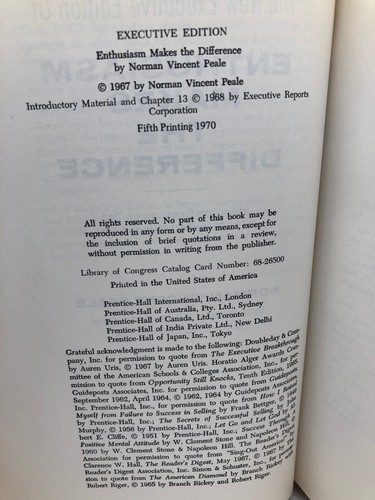 EXECUTIVE EDITION
Enthusiasm Makes the Difference
by Norman Vincent Peale
© 1967 by Norman Vincent Peale
Introductory Material and Chapter 13 © 1968 by Executive Reports
Corporation
Fifth Printing 1970
All rights reserved. No part of this book may be
reproduced in any form or by any means, except for
the inclusion of brief quotations in a review,
without permission in writing from the publisher.
Library of Congress Catalog Card Number: 68-26500
Printed in the United States of America
Prentice-Hall International, Inc., London
Prentice-Hall of Australia, Pty. Ltd., Sydney
Prentice-Hall of Canada, Ltd., Toronto
Prentice-Hall of India Private Ltd., New Delhi
Prentice-Hall of Japan, Inc., Tokyo
Grateful acknowledgment is made to the following: Doubleday & Com-
pany, Inc. for permission to quote from The Executive Breakthrough
by Auren Uris, © 1967 by Auren Uris. Horatio Alger Awards Com-
mittee of the American Schools & Colleges Association, Inc., for per-
mission to quote from Opportunity Still Knocks, Tenth Edition, 1965.
Guideposts Associates, Inc. for permission to quote from Guideposts,
September 1962, April 1964, © 1962, 1964 by Guideposts Associates,
Inc. Prentice-Hall, Inc., for permission to quote from How I Raised
Myself from Failure to Success in Selling by Frank Bettger, © 1949
by Prentice-Hall, Inc.; The Secrets of Successful Selling, by John
Murphy, © 1956 by Prentice-Hall, Inc.; Let Go and Let God by Al-
bert E. Cliffe, © 1951 by Prentice-Hall, Inc.; Success Through a
Positive Mental Attitude by W. Clement Stone and Napoleon Hill, ©
1960 by W. Clement Stone & Napoleon Hill. The Reader's Digest
Association for permission to quote from "Sing-Out
Clarence W. Hall, The Reader's Digest, May 1967, © 1967 by The
Reader's Digest Association, Inc. Simon & Schuster, Inc., for permis-
sion to quote from The American Diamond by Branch Rickey and
Robert Riger, © 1965 by Branch Rickey and Robert Riger.